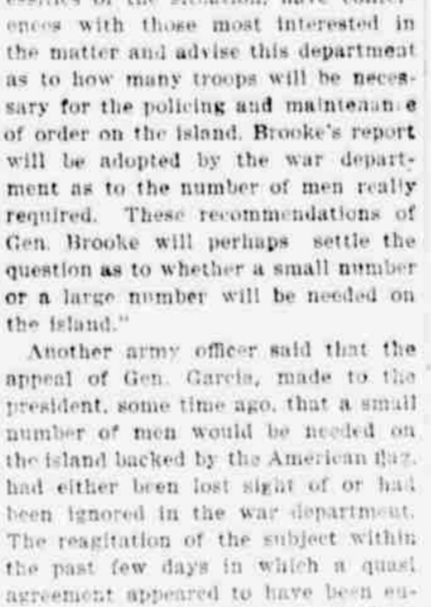 ences with those most interested in
the matter and advise this department
as to how many troops will be neces-
sary for the policing and maintenan e
of order on the island. Brooke's report
will be adopted by the war depart-
ment as to the number of men really
required. These recommendations of
Gen. Brooke will perhaps settle the
question as to whether a small number
or a large number will be needed on
the island."
Another army officer said that the
appeal of Gen. Garcia, made to the
president, some time ago, that a small
number of men would be needed on
the island backed by the American flag,
had either been lost sight of or had
been ignored in the war department.
The reagitation of the subject within
the past few days in which a quasi
agreement appeared to have been en-